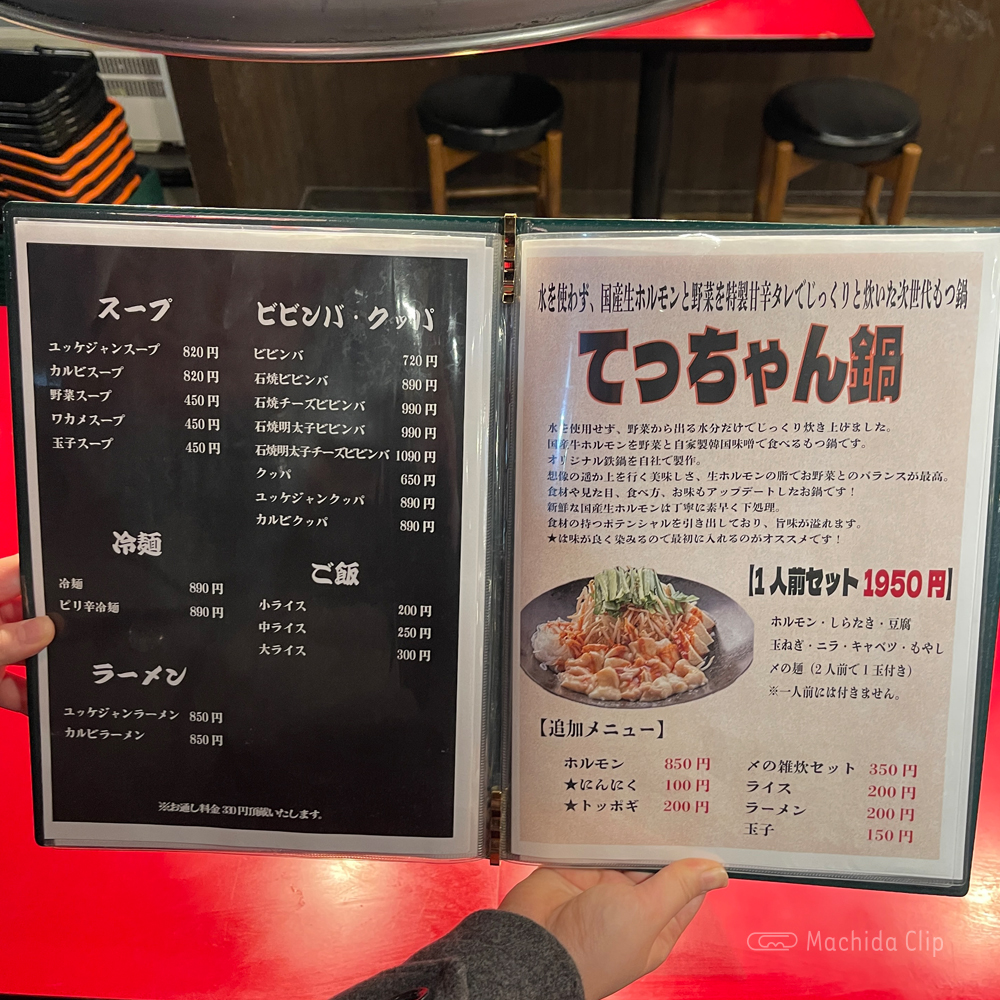 スープ
ユッケジャンスープ 820円
カルビスープ 820円
野菜スープ 450円
ワカメスープ 450円
玉子スープ 450円
冷麺
冷麺 890円
ピリ辛冷麺 890円
ラーメン
ユッケジャンラーメン 850円
カルビラーメン 850円
ビビンバ・クッパ
ビビンバ 720円
石焼ビビンバ 890円
石焼チーズビビンバ 990円
石焼明太子ビビンバ 990円
石焼明太子チーズビビンバ 1090円
クッパ 650円
ユッケジャンクッパ 890円
カルビクッパ 890円
ご飯
小ライス 200円
中ライス 250円
大ライス 300円
※お通し料金300円頂戴いたします。
水を使わず、国産生ホルモンと野菜を特製甘辛タレでじっくりと炊いた次世代もつ鍋
てっちゃん鍋
水を使用せず、野菜から出る水分だけでじっくり炊き上げました。
国産牛ホルモンを野菜と自家製韓国味噌で食べるもつ鍋です。
オリジナル鉄鍋を自社で製作。
想像の遥か上を行く美味しさ、生ホルモンの脂でお野菜とのバランスが最高。
食材や見た目、食べ方、お味もアップデートしたお鍋です！
新鮮な国産生ホルモンは丁寧に素早く下処理。
食材の持つポテンシャルを引き出しており、旨味が溢れます。
★は味が良く染みるので最初に入れるのがオススメです！
【1人前セット 1950円】
ホルモン・しらたき・豆腐
玉ねぎ・ニラ・キャベツ・もやし
〆の麺（2人前で1玉付き）
※一人前には付きません。
【追加メニュー】
ホルモン 850円
★にんにく 100円
★トッポギ 200円
〆の雑炊セット 350円
ライス 200円
ラーメン 200円
玉子 150円
Machida Clip